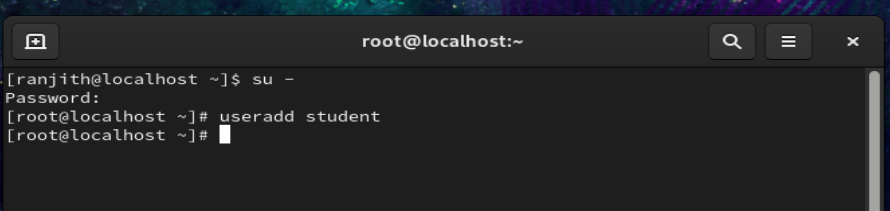 root@localhost:~
[ranjith@localhost ~]$ su -
Password:
[root@localhost ~]# useradd student
[root@localhost ~]#